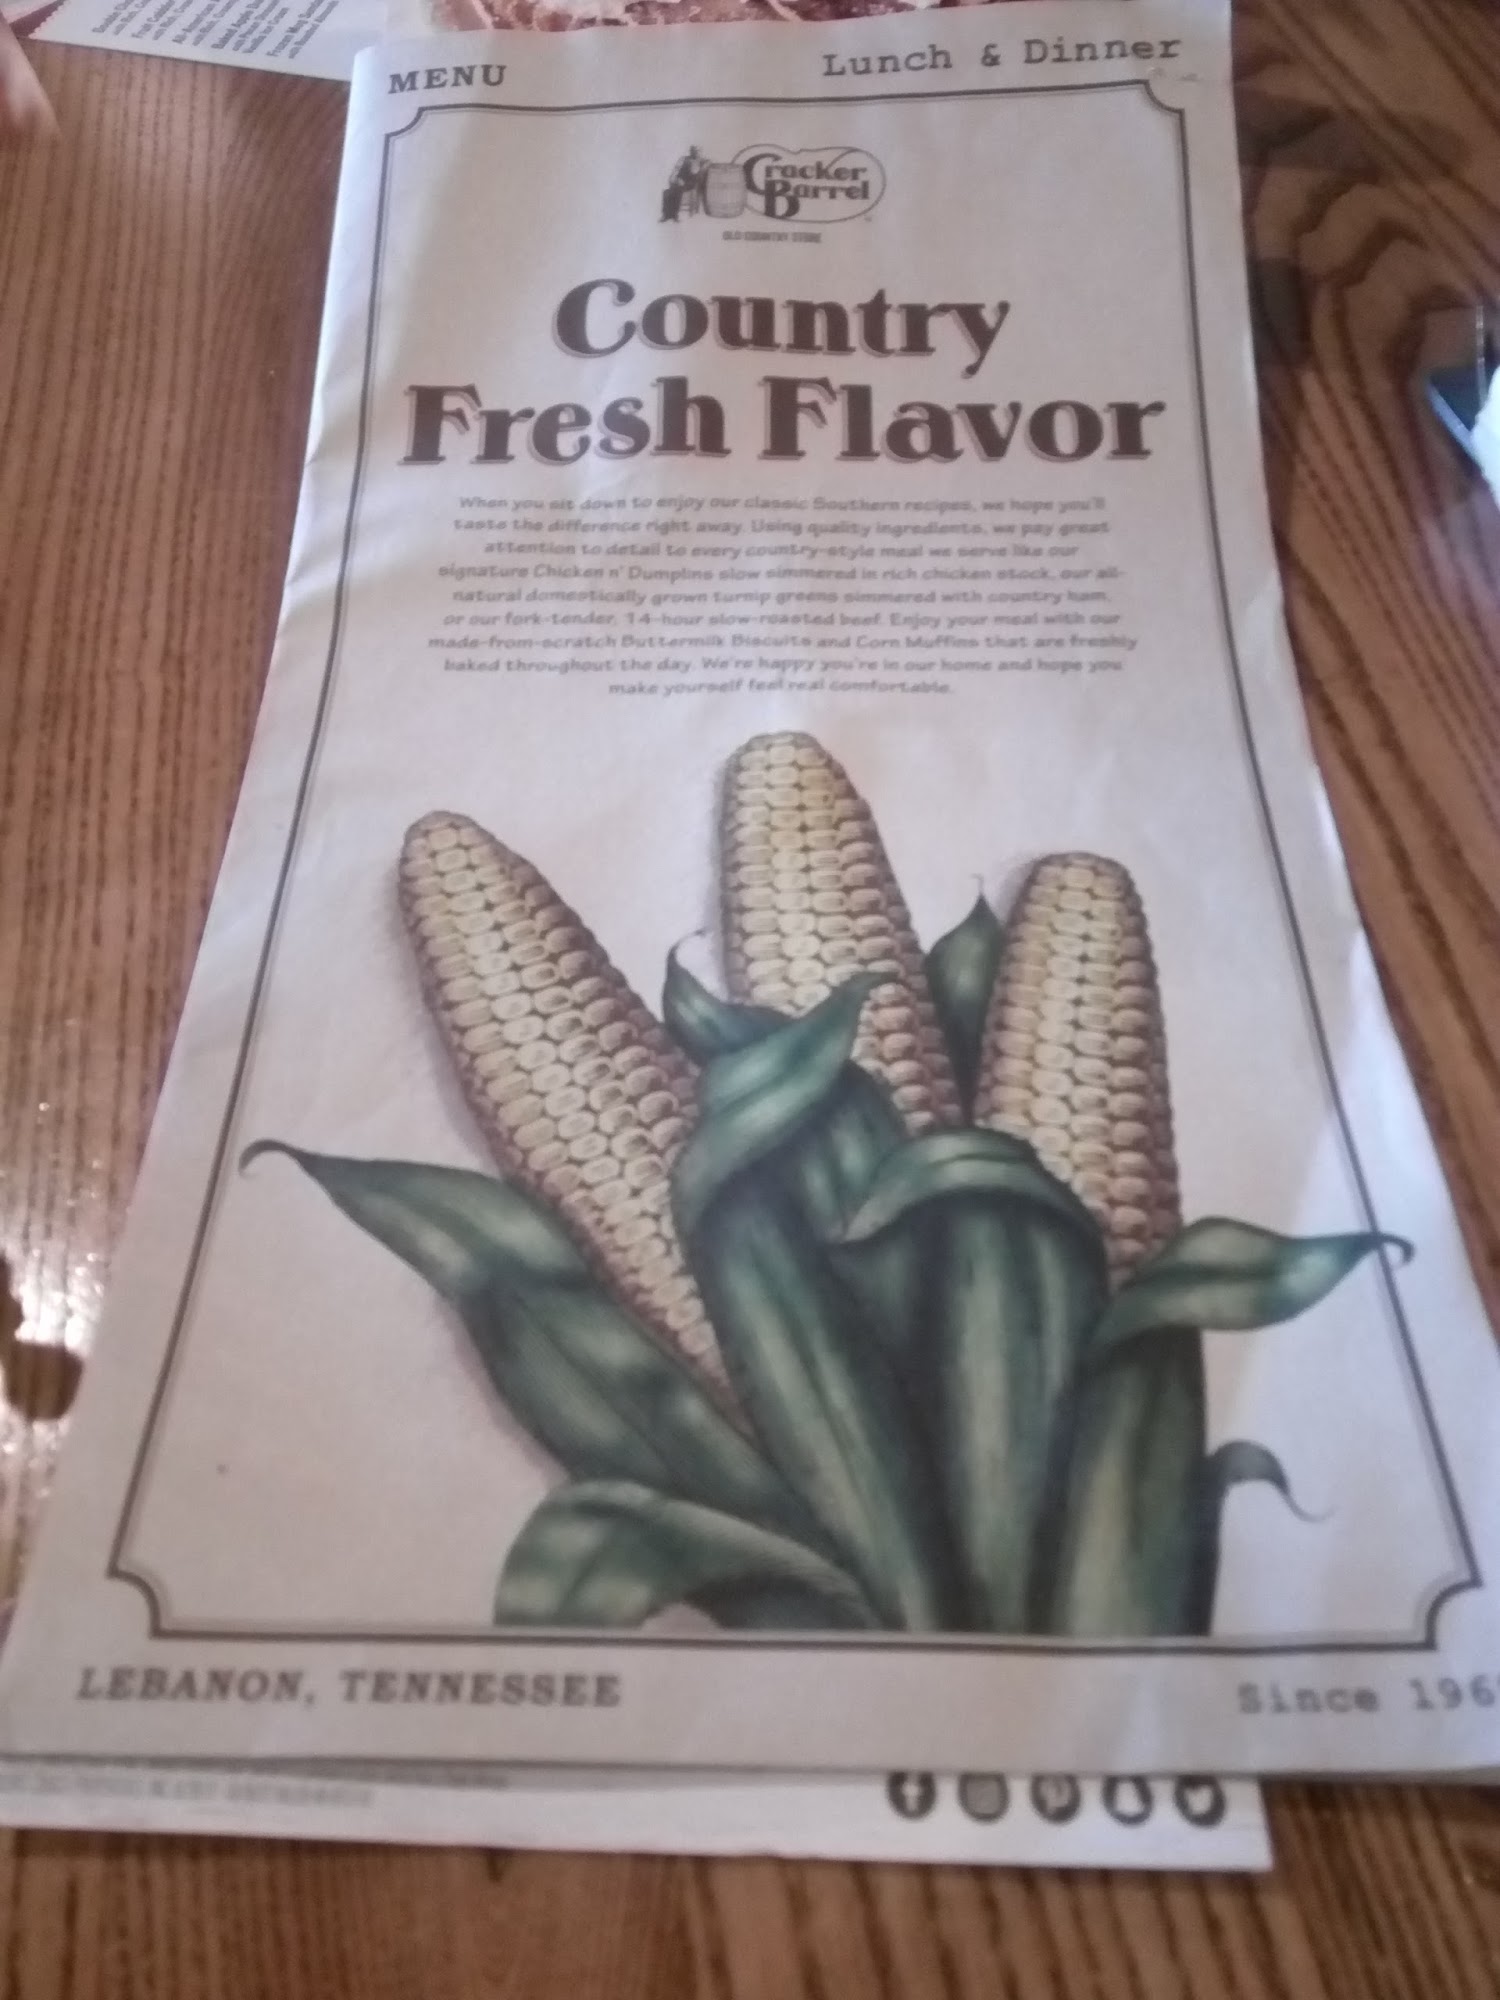 MENU
Lunch & Dinner
Cracker
Barrel
OLD COUNTRY STORE
Country
Fresh Flavor
When you sit down to enjoy our classic Southern recipes, we hope you'll
taste the difference right away. Using quality ingredients, we pay great
attention to detail to every country-style meal we serve like our
signature Chicken n' Dumplins slow simmered in rich chicken stock, our all-
natural domestically grown turnip greens simmered with country ham,
or our fork-tender, 14-hour slow-roasted beef. Enjoy your meal with our
made-from-scratch Buttermilk Biscuits and Corn Muffins that are freshly
baked throughout the day. We're happy you're in our home and hope you
make yourself feel real comfortable.
LEBANON, TENNESSEE
Since 196